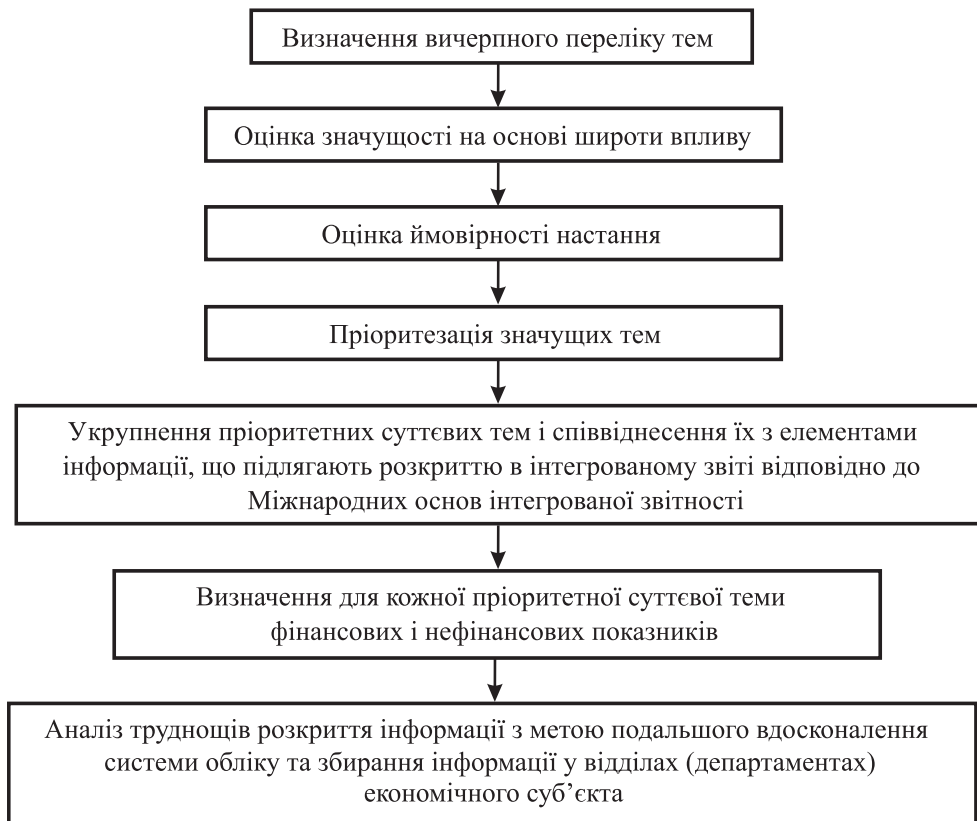 Визначення вичерпного переліку тем
Оцінка значущості на основі широти впливу
Оцінка ймовірності настання
Пріоритезація значущих тем
Укрупнення пріоритетних суттєвих тем і співвіднесення їх з елементами
інформації, що підлягають розкриттю в інтегрованому звіті відповідно до
Міжнародних основ інтегрованої звітності
Визначення для кожної пріоритетної суттєвої теми
фінансових і нефінансових показників
Аналіз труднощів розкриття інформації з метою подальшого вдосконалення
системи обліку та збирання інформації у відділах (департаментах)
економічного суб’єкта